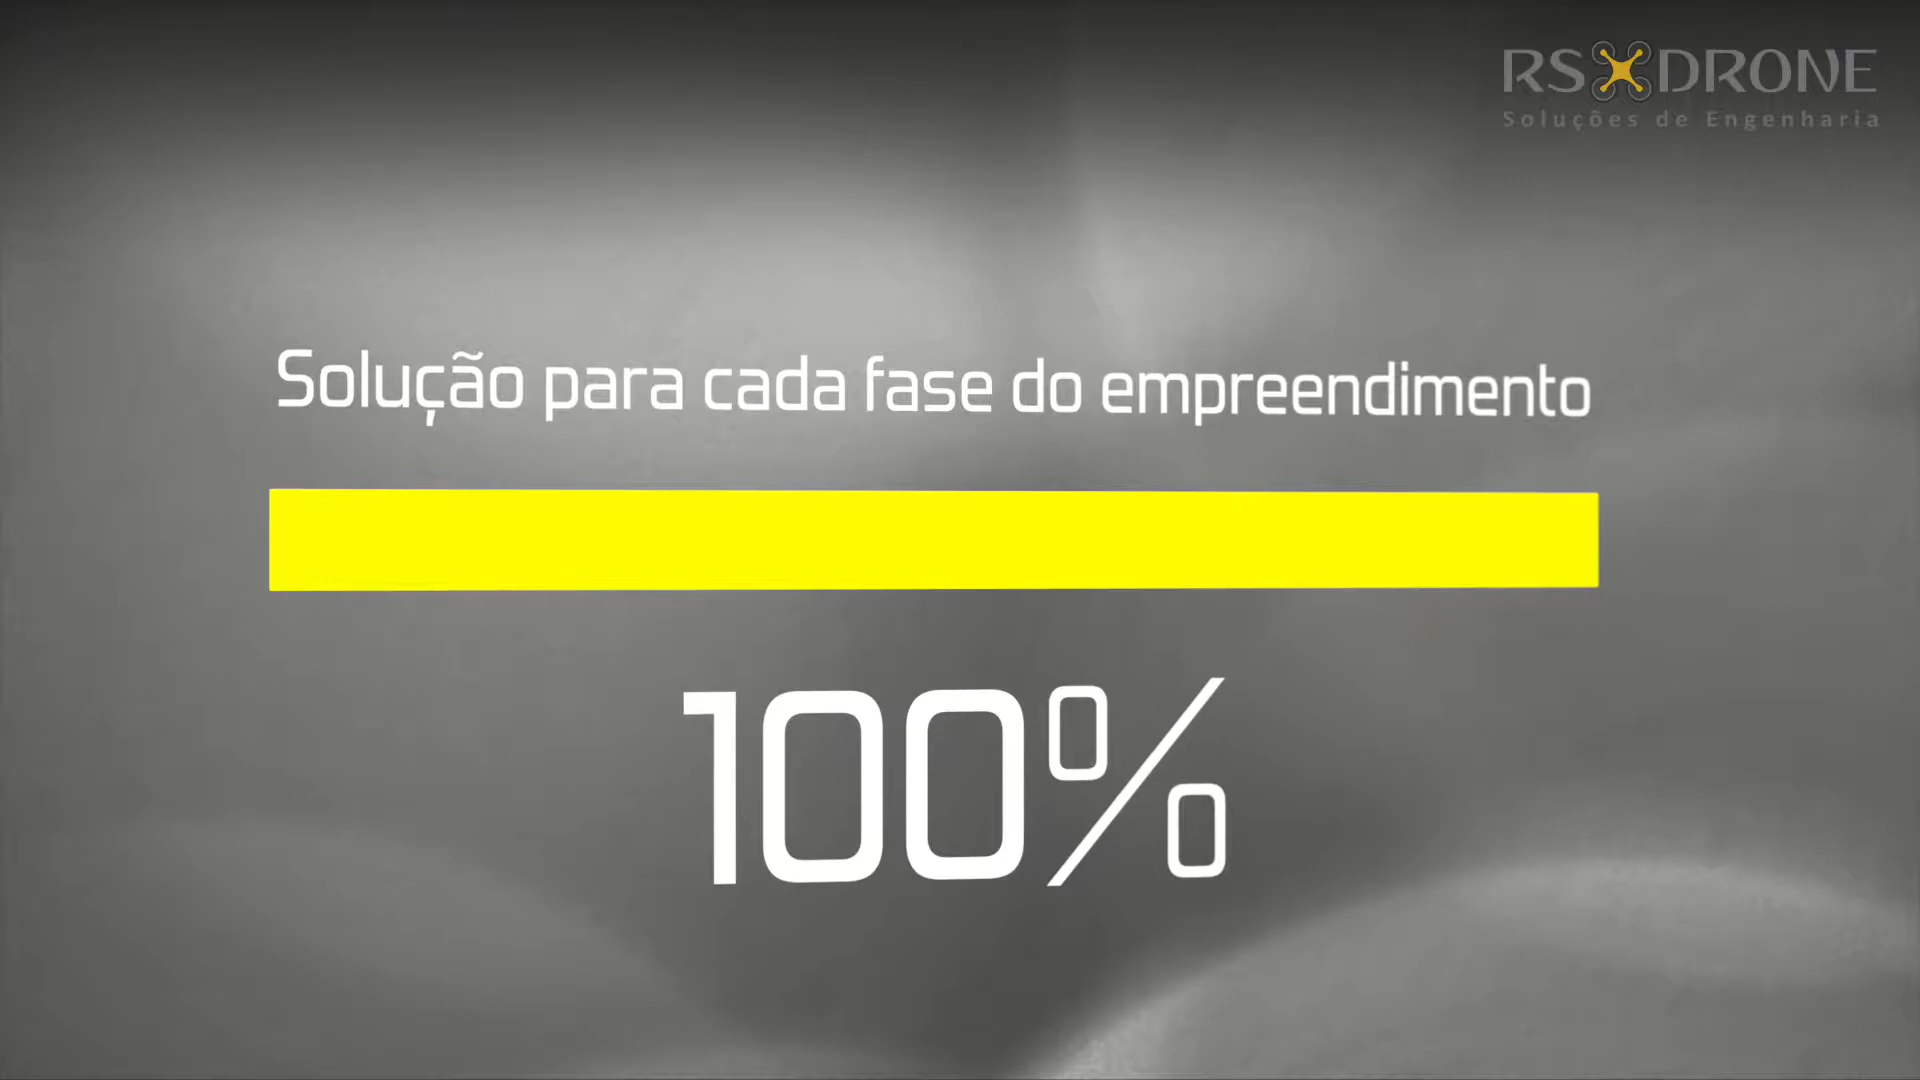 RS DRONE
Soluções de Engenharia
Solução para cada fase do empreendimento
100%